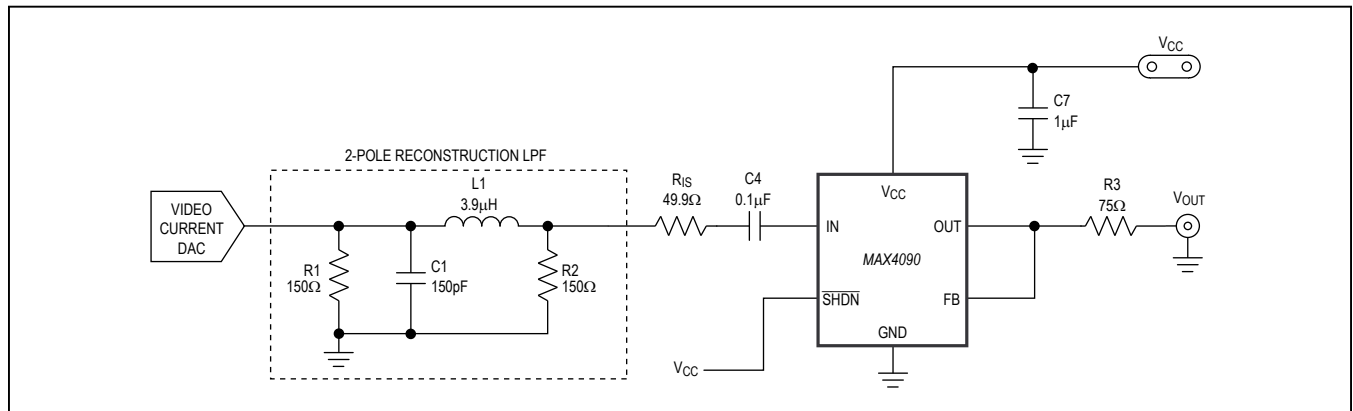 2-POLE RECONSTRUCTION LPF
VIDEO
CURRENT
DAC
R1
150Ω
C1
150pF
L1
3.9μH
R2
150Ω
RIS
49.9Ω
C4
0.1μF
VCC
C7
1μF
VCC
IN
OUT
MAX4090
SHDN
FB
GND
VCC
R3
75Ω
VOUT